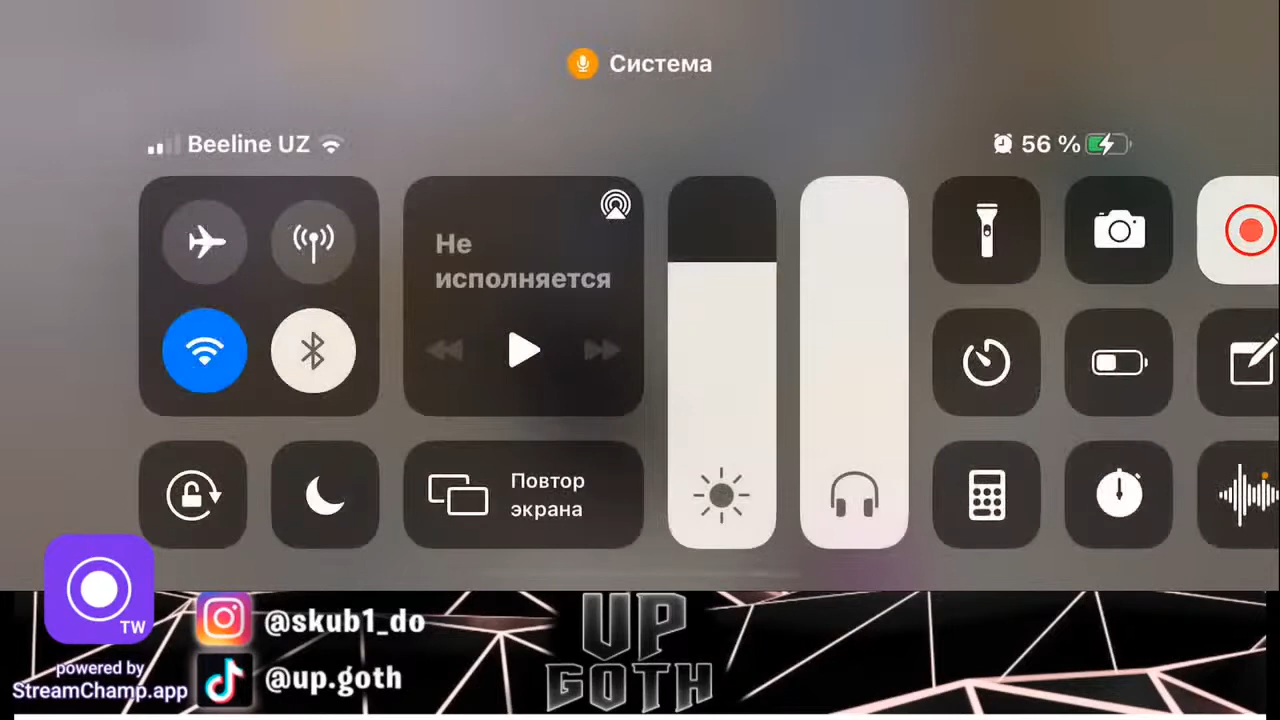 Система
Beeline UZ
56 %
Не
исполняется
Повтор
экрана
TW
powered by
StreamChamp.app
@skub1_do
@up.goth
UP
GOTH